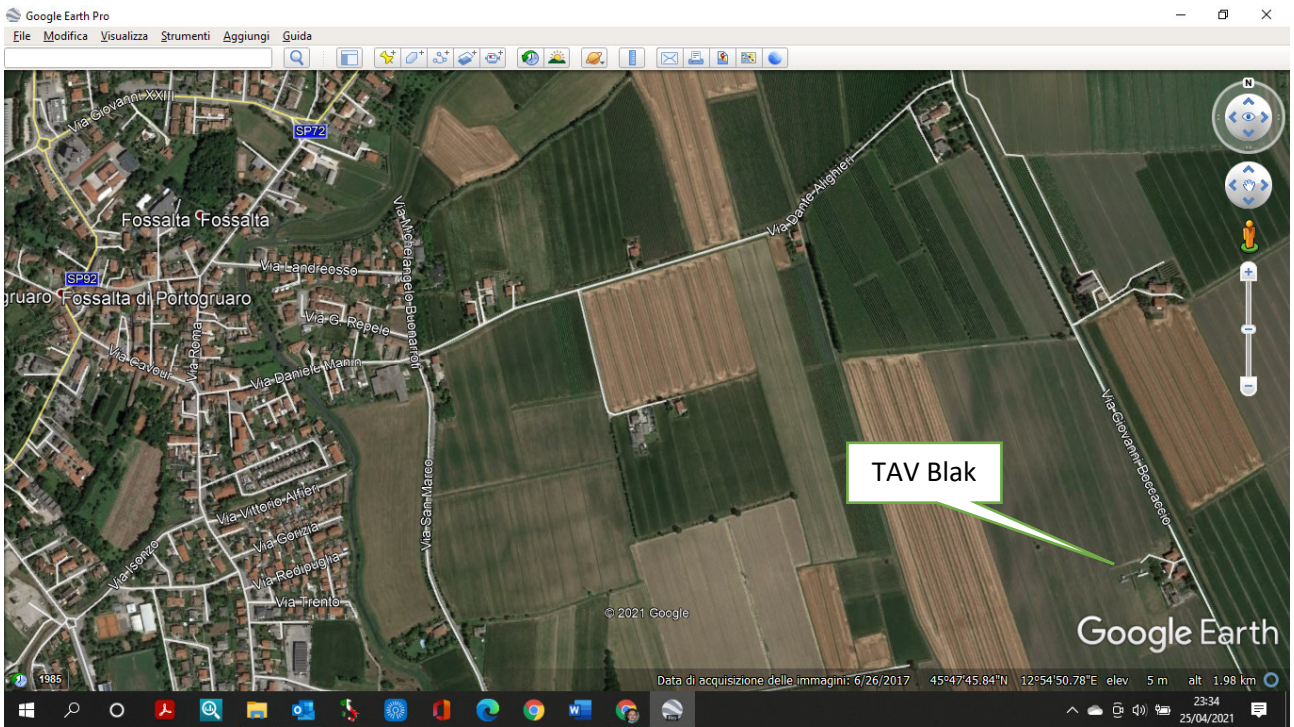 Google Earth Pro
File Modifica Visualizza Strumenti Aggiungi Guida
N
Via Giovanni XXIII
SP72
Via Dante Alighieri
Via Michelangelo Buonarroti
Fossalta Fossalta
Via Landreosso
SP92
gruaro Fossalta di Portogruaro
Via G. Repele
Via Roma
Via Cavour
Via Daniele Manin
Via Giovanni Boccaccio
TAV Blak
Via San Marco
Via Vittorio Alfieri
Via Gorizia
Via Isonzo
Via Redipuglia
Via Trento
© 2021 Google
Google Earth
1985
Data di acquisizione delle immagini: 6/26/2017 45°47'45.84"N 12°54'50.78"E elev 5 m alt 1.98 km
23:34
25/04/2021